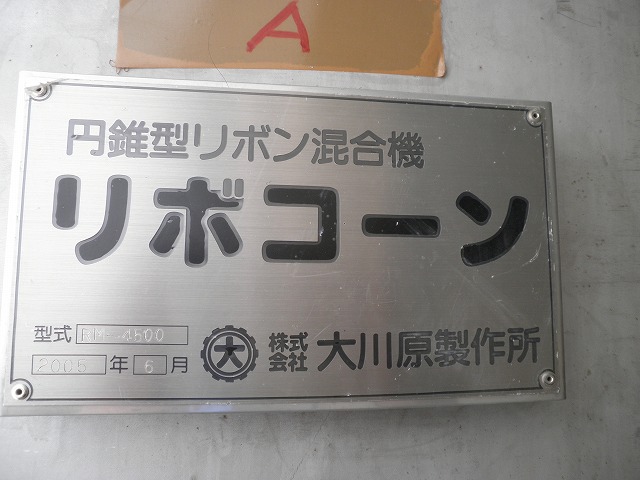 A
円錐型リボン混合機
リボコーン
型式 RM-4500
2005 年 6 月
大 株式会社 大川原製作所